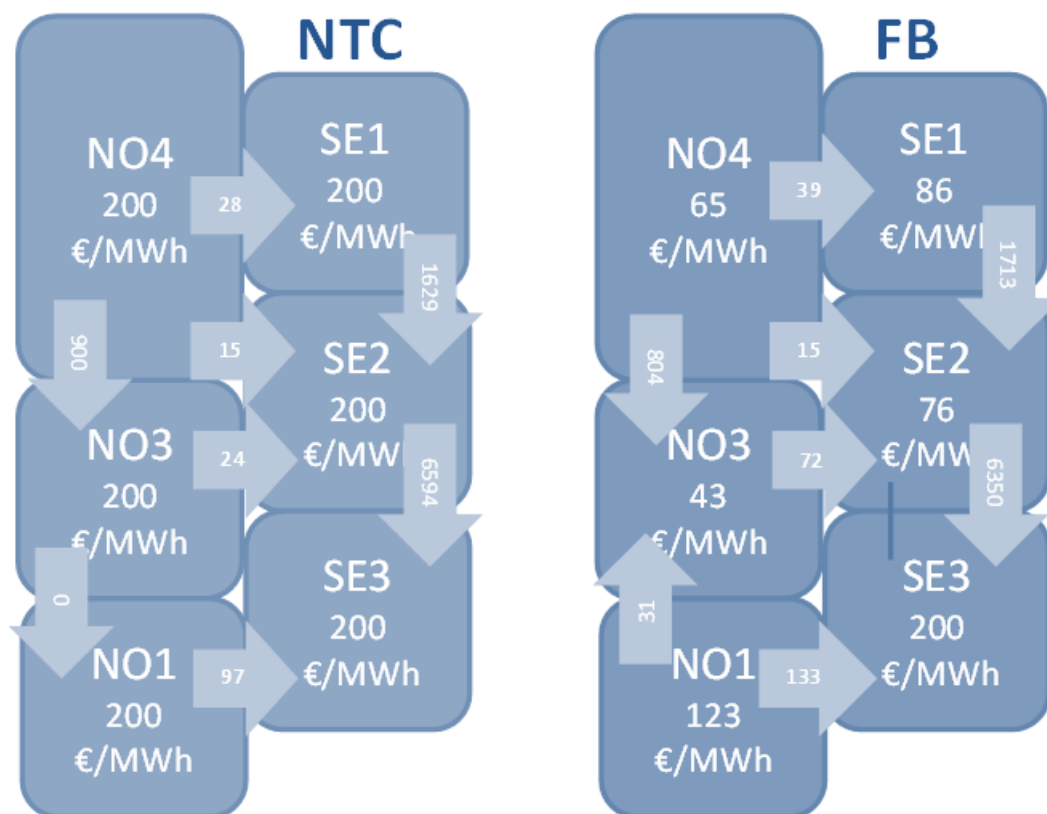 NTC
NO4
200
€/MWh
28
SE1
200
€/MWh
1629
900
15
SE2
200
€/MWh
NO3
200
€/MWh
24
6594
0
SE3
200
€/MWh
NO1
200
€/MWh
97
FB
NO4
65
€/MWh
39
SE1
86
€/MWh
1713
804
15
SE2
76
€/MWh
NO3
43
€/MWh
72
6350
31
SE3
200
€/MWh
NO1
123
€/MWh
133